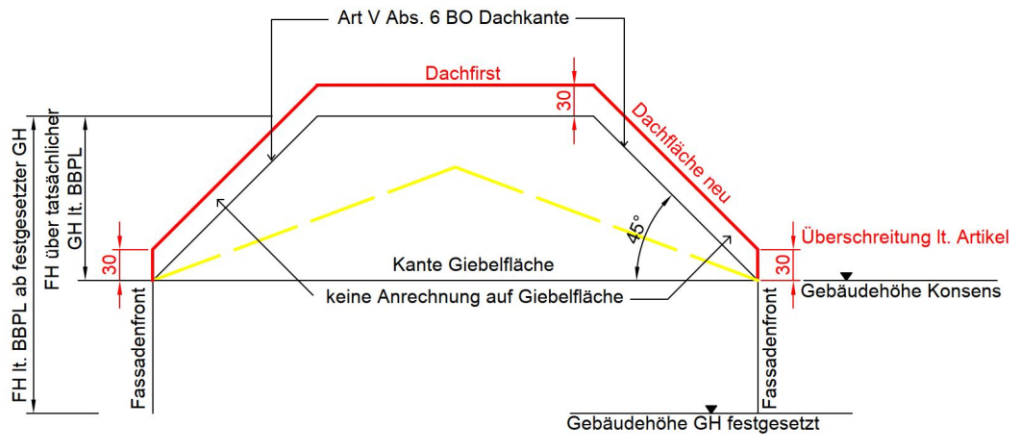 Art V Abs. 6 BO Dachkante
Dachfirst
30
Dachfläche neu
FH lt. BBPL ab festgesetzter GH
FH über tatsächlicher
GH lt. BBPL
45°
Überschreitung lt. Artikel
30
30
Kante Giebelfläche
keine Anrechnung auf Giebelfläche
Gebäudehöhe Konsens
Fassadenfront
Fassadenfront
Gebäudehöhe GH festgesetzt